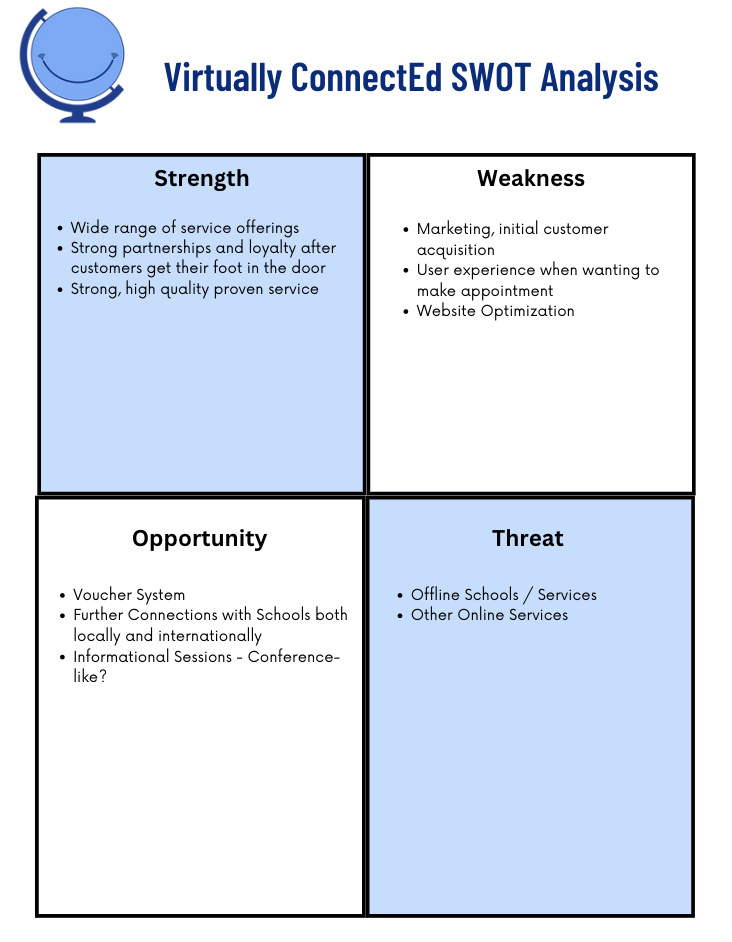 Virtually ConnectEd SWOT Analysis
Strength
• Wide range of service offerings
• Strong partnerships and loyalty after
customers get their foot in the door
• Strong, high quality proven service
Weakness
• Marketing, initial customer
acquisition
• User experience when wanting to
make appointment
• Website Optimization
Opportunity
• Voucher System
• Further Connections with Schools both
locally and internationally
• Informational Sessions - Conference-
like?
Threat
• Offline Schools / Services
• Other Online Services